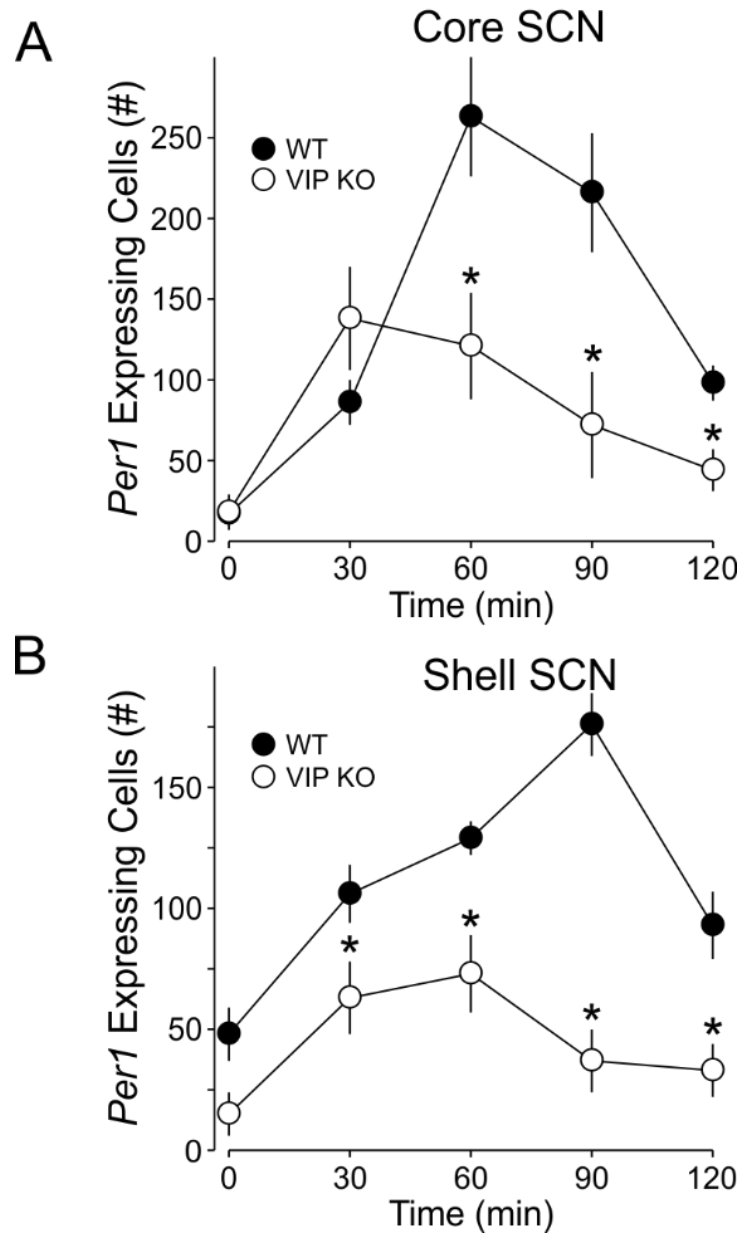 A
Core SCN
Per1 Expressing Cells (#)
250
200
150
100
50
0
WT
VIP KO
*
*
*
0 30 60 90 120
Time (min)
B
Shell SCN
Per1 Expressing Cells (#)
150
100
50
0
WT
VIP KO
*
*
*
*
0 30 60 90 120
Time (min)